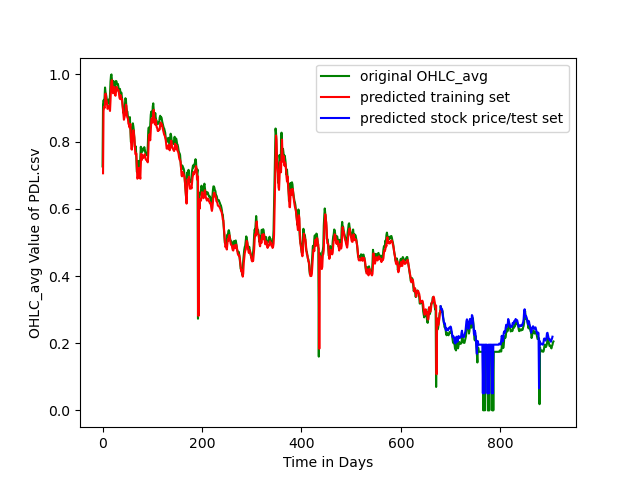 original OHLC_avg
predicted training set
predicted stock price/test set
OHLC_avg Value of PDL.csv
1.0
0.8
0.6
0.4
0.2
0.0
0 200 400 600 800
Time in Days